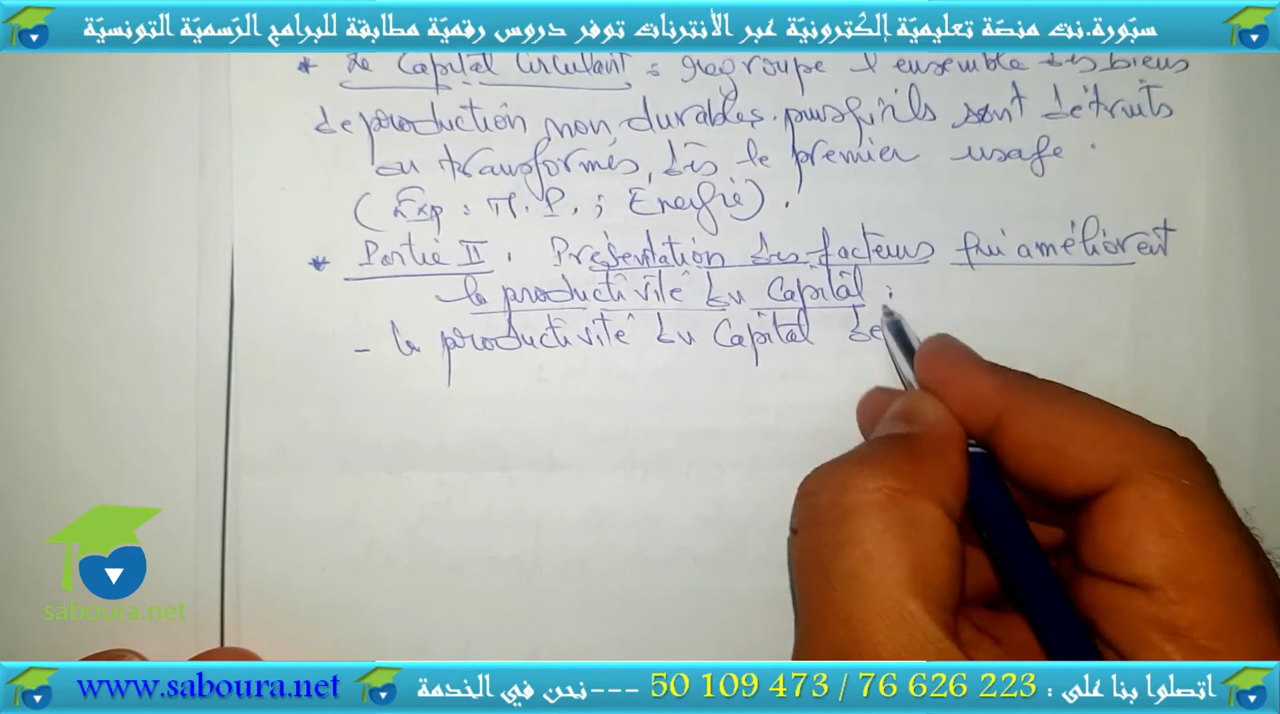 سبّورة.نت منصّة تعليميّة إلكترونيّة عبر الأنترنات توفر دروس رقميّة مطابقة للبرامج الرّسميّة التونسيّة
* Le Capital Circulant : regroupe l'ensemble des biens
de production non durables. puisqu'ils sont détruits
ou transformés, dès le premier usage.
(Exp : M.P. ; Énergie).
* Partie II. Présentation des facteurs qui améliorent
la productivité du Capital :
- la productivité du Capital de
saboura.net
www.saboura.net
اتصلوا بنا على : 50 109 473 / 76 626 223 ---نحن في الخدمة